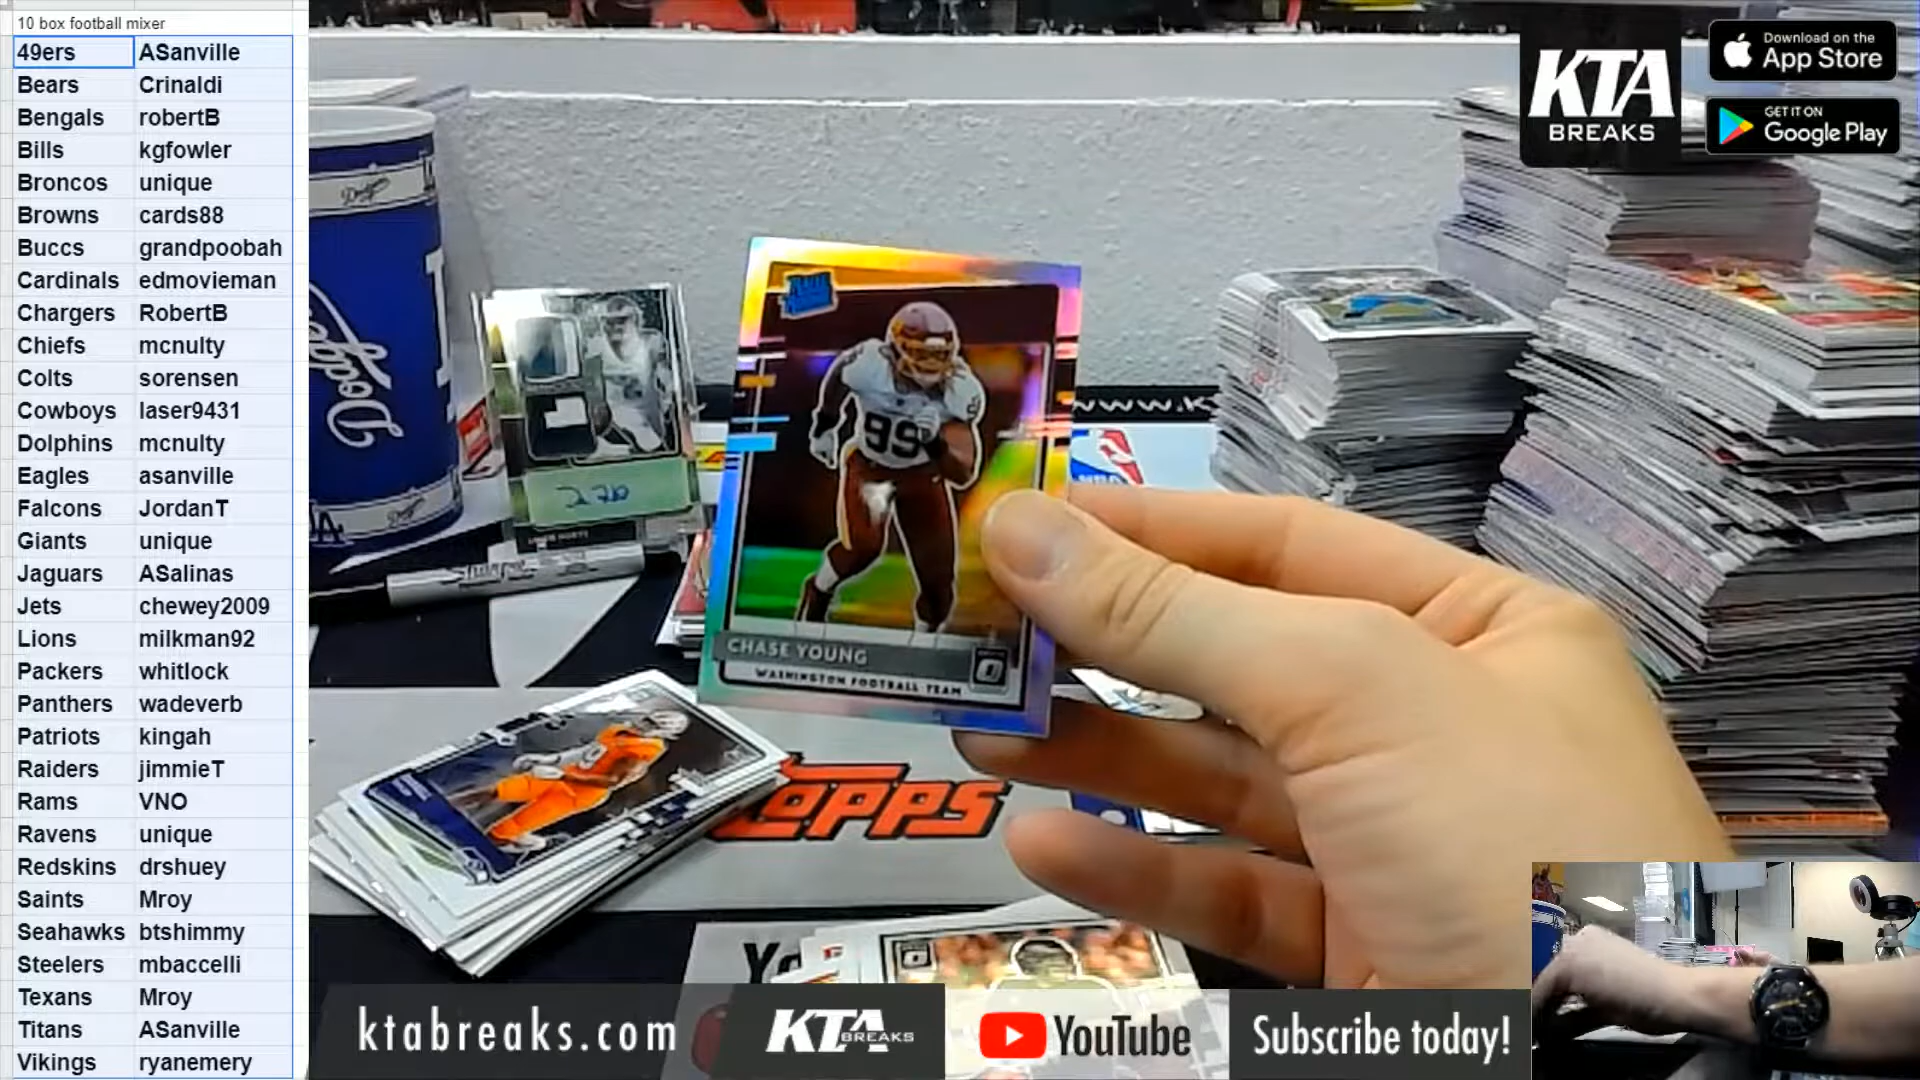 10 box football mixer
49ers ASanville
Bears Crinaldi
Bengals robertB
Bills kgfowler
Broncos unique
Browns cards88
Buccs grandpoobah
Cardinals edmovieman
Chargers RobertB
Chiefs mcnulty
Colts sorensen
Cowboys laser9431
Dolphins mcnulty
Eagles asanville
Falcons JordanT
Giants unique
Jaguars ASalinas
Jets chewey2009
Lions milkman92
Packers whitlock
Panthers wadeverb
Patriots kingah
Raiders jimmieT
Rams VNO
Ravens unique
Redskins drshuey
Saints Mroy
Seahawks btshimmy
Steelers mbaccelli
Texans Mroy
Titans ASanville
Vikings ryanemery
KTA
BREAKS
Download on the
App Store
GET IT ON
Google Play
Dodgers
99
CHASE YOUNG
WASHINGTON FOOTBALL TEAM
TOPPS
ktabreaks.com
KTA BREAKS
YouTube
Subscribe today!